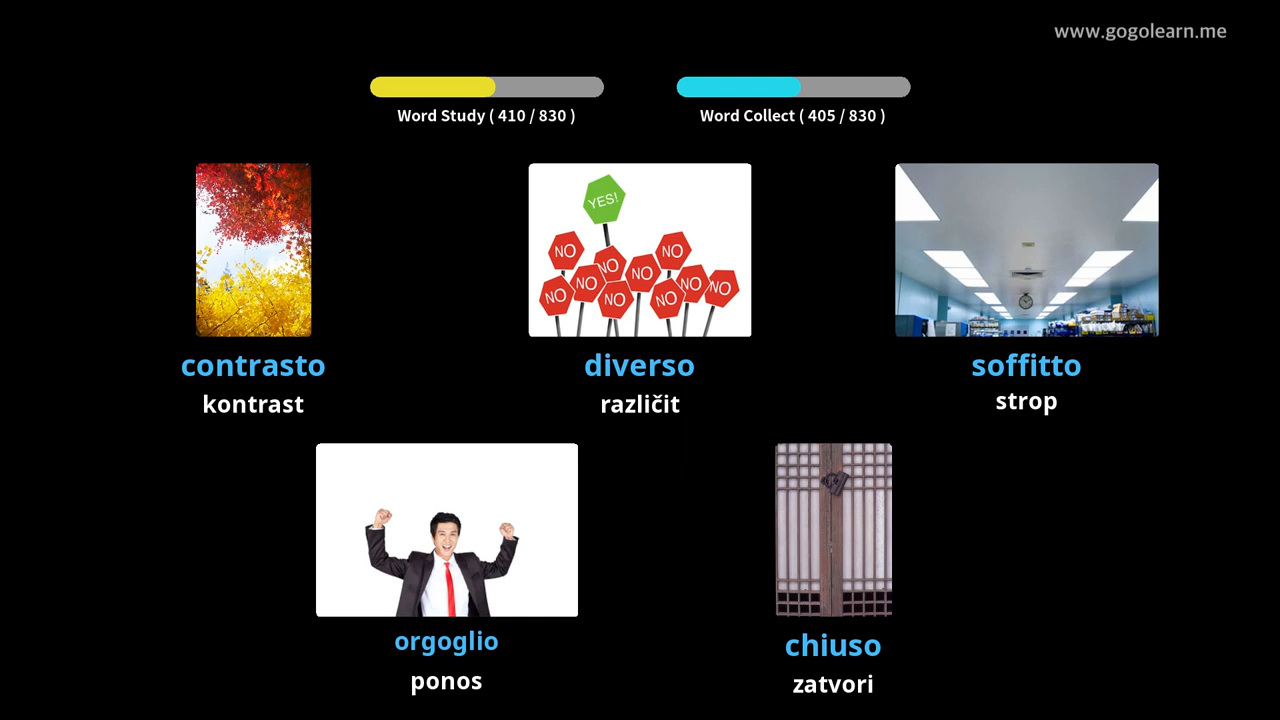 www.gogolearn.me
Word Study ( 410 / 830 )
Word Collect ( 405 / 830 )
YES!
NO
NO
NO
NO
NO
NO
NO
NO
NO
NO
contrasto
kontrast
diverso
različit
soffitto
strop
orgoglio
ponos
chiuso
zatvori